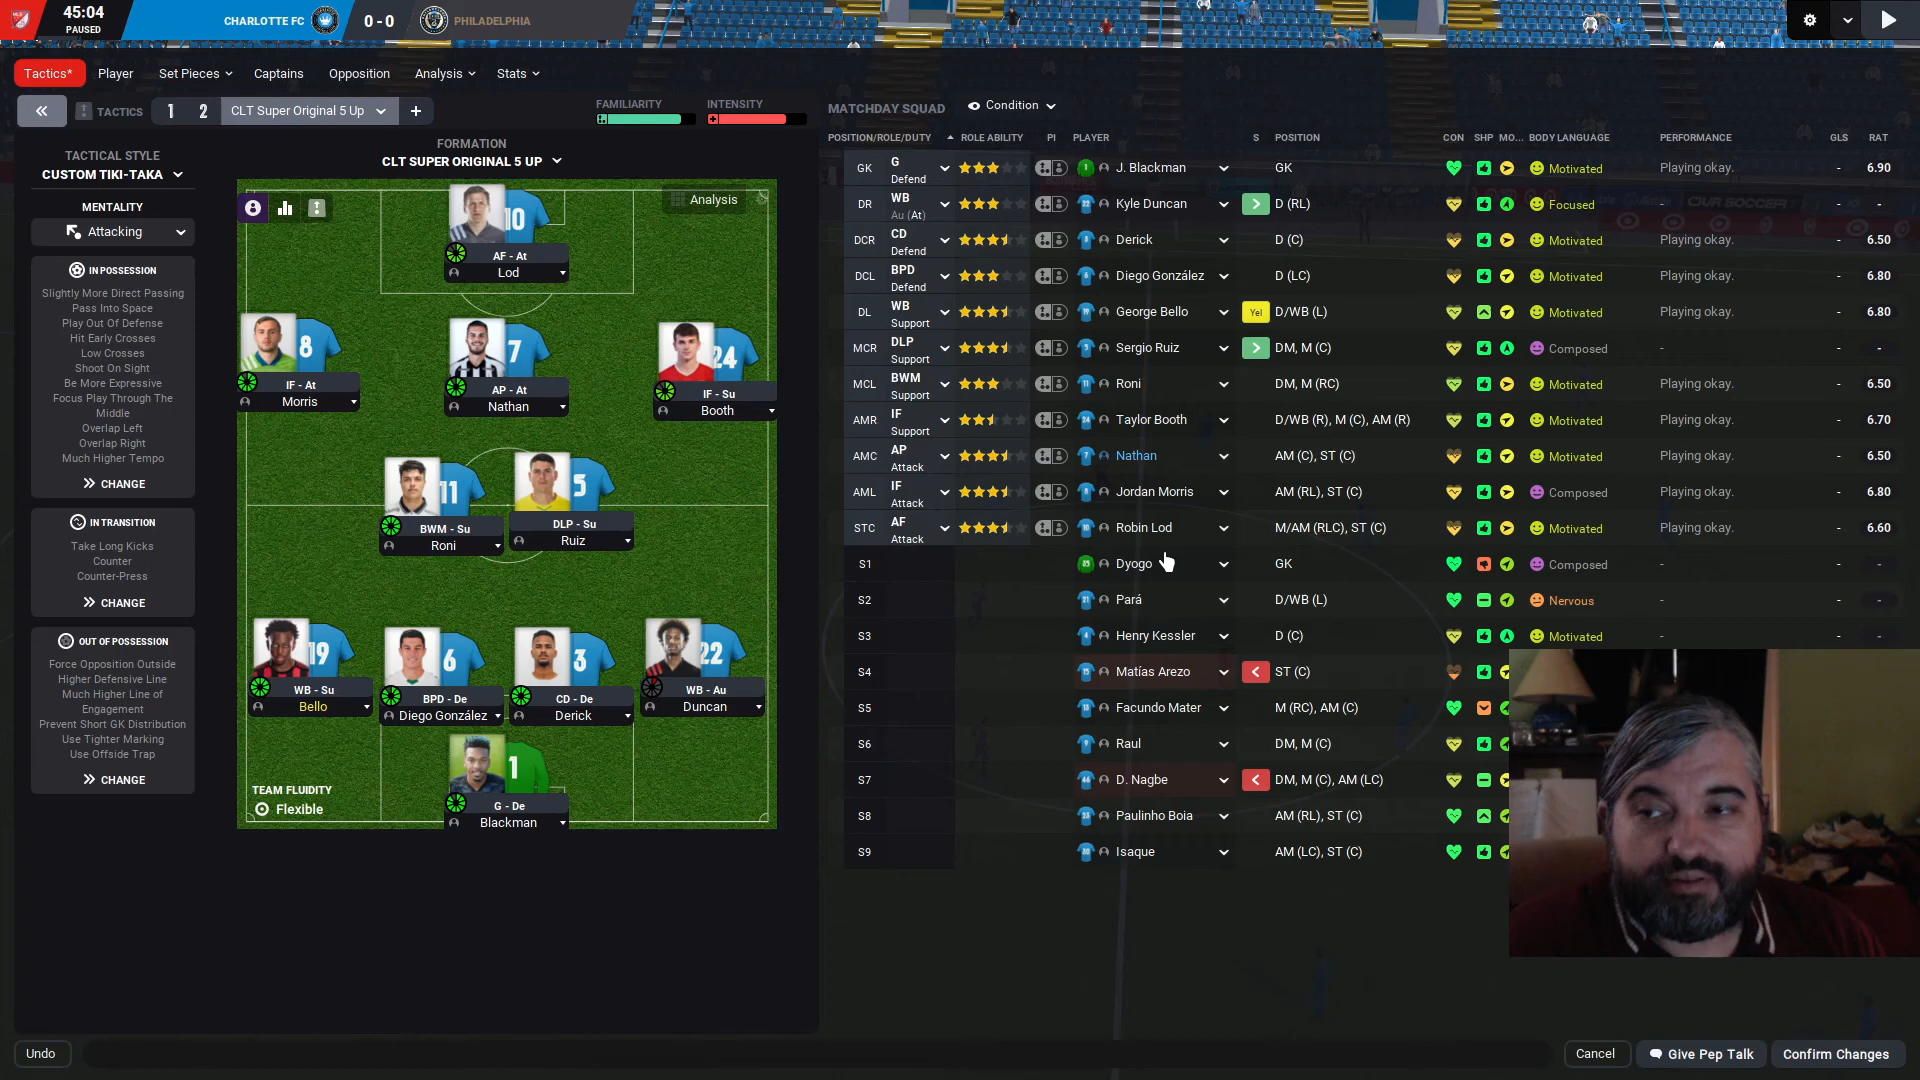 45:04
PAUSED
CHARLOTTE FC
0 - 0
PHILADELPHIA
Tactics*
Player
Set Pieces
Captains
Opposition
Analysis
Stats
TACTICS
1
2
CLT Super Original 5 Up
+
FAMILIARITY
INTENSITY
TACTICAL STYLE
CUSTOM TIKI-TAKA
MENTALITY
Attacking
IN POSSESSION
Slightly More Direct Passing
Pass Into Space
Play Out Of Defense
Hit Early Crosses
Low Crosses
Shoot On Sight
Be More Expressive
Focus Play Through The
Middle
Overlap Left
Overlap Right
Much Higher Tempo
CHANGE
IN TRANSITION
Take Long Kicks
Counter
Counter-Press
CHANGE
OUT OF POSSESSION
Force Opposition Outside
Higher Defensive Line
Much Higher Line of
Engagement
Prevent Short GK Distribution
Use Tighter Marking
Use Offside Trap
CHANGE
FORMATION
CLT SUPER ORIGINAL 5 UP
Analysis
10
AF - At
Lod
8
IF - At
Morris
7
AP - At
Nathan
24
IF - Su
Booth
11
BWM - Su
Roni
5
DLP - Su
Ruiz
19
WB - Su
Bello
6
BPD - De
Diego González
3
CD - De
Derick
22
WB - Au
Duncan
1
G - De
Blackman
TEAM FLUIDITY
Flexible
MATCHDAY SQUAD
Condition
POSITION/ROLE/DUTY ROLE ABILITY PI PLAYER S POSITION CON SHP MO... BODY LANGUAGE PERFORMANCE GLS RAT
GK G Defend J. Blackman GK Motivated Playing okay. - 6.90
DR WB Au (At) Kyle Duncan D (RL) Focused - - -
DCR CD Defend Derick D (C) Motivated Playing okay. - 6.50
DCL BPD Defend Diego González D (LC) Motivated Playing okay. - 6.80
DL WB Support George Bello Yel D/WB (L) Motivated Playing okay. - 6.80
MCR DLP Support Sergio Ruiz DM, M (C) Composed - - -
MCL BWM Support Roni DM, M (RC) Motivated Playing okay. - 6.50
AMR IF Support Taylor Booth D/WB (R), M (C), AM (R) Motivated Playing okay. - 6.70
AMC AP Attack Nathan AM (C), ST (C) Motivated Playing okay. - 6.50
AML IF Attack Jordan Morris AM (RL), ST (C) Composed Playing okay. - 6.80
STC AF Attack Robin Lod M/AM (RLC), ST (C) Motivated Playing okay. - 6.60
S1 Dyogo GK Composed - - -
S2 Pará D/WB (L) Nervous - - -
S3 Henry Kessler D (C) Motivated - - -
S4 Matías Arezo ST (C)
S5 Facundo Mater M (RC), AM (C)
S6 Raul DM, M (C)
S7 D. Nagbe DM, M (C), AM (LC)
S8 Paulinho Boia AM (RL), ST (C)
S9 Isaque AM (LC), ST (C)
Undo
Cancel
Give Pep Talk
Confirm Changes